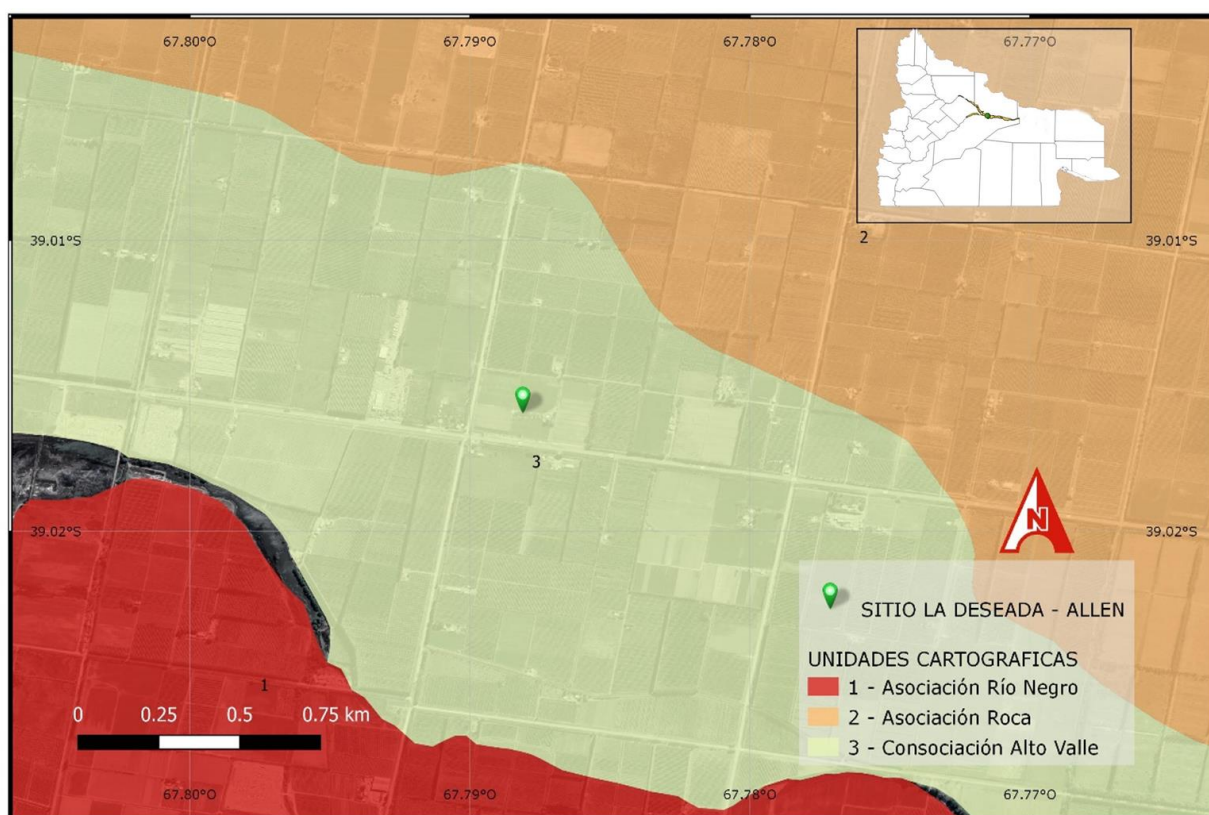 67.80°O 67.79°O 67.78°O 67.77°O
39.01°S 2 39.01°S
3
39.02°S 39.02°S
N
SITIO LA DESEADA - ALLEN
UNIDADES CARTOGRAFICAS
1 - Asociación Río Negro
2 - Asociación Roca
3 - Consociación Alto Valle
1
0 0.25 0.5 0.75 km
67.80°O 67.79°O 67.78°O 67.77°O